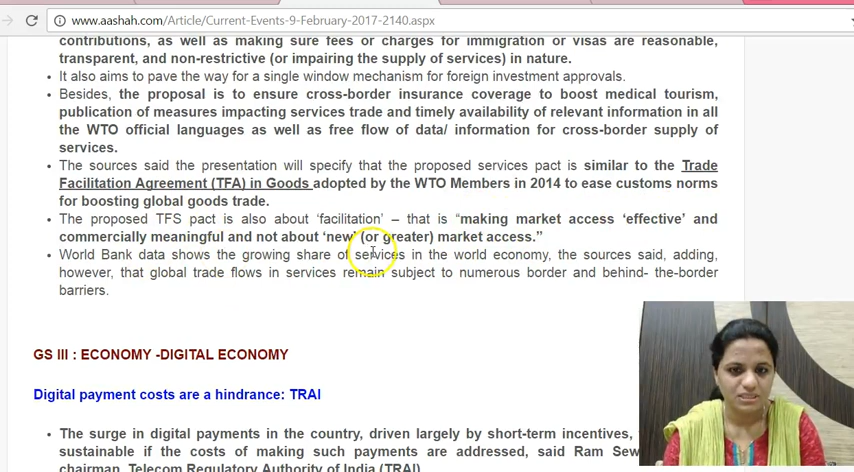 www.aashah.com/Article/Current-Events-9-February-2017-2140.aspx
contributions, as well as making sure fees or charges for immigration or visas are reasonable,
transparent, and non-restrictive (or impairing the supply of services) in nature.
It also aims to pave the way for a single window mechanism for foreign investment approvals.
Besides, the proposal is to ensure cross-border insurance coverage to boost medical tourism,
publication of measures impacting services trade and timely availability of relevant information in all
the WTO official languages as well as free flow of data/ information for cross-border supply of
services.
The sources said the presentation will specify that the proposed services pact is similar to the Trade
Facilitation Agreement (TFA) in Goods adopted by the WTO Members in 2014 to ease customs norms
for boosting global goods trade.
The proposed TFS pact is also about ‘facilitation’ – that is “making market access ‘effective’ and
commercially meaningful and not about ‘new’ (or greater) market access.”
World Bank data shows the growing share of services in the world economy, the sources said, adding,
however, that global trade flows in services remain subject to numerous border and behind- the-border
barriers.
GS III : ECONOMY -DIGITAL ECONOMY
Digital payment costs are a hindrance: TRAI
The surge in digital payments in the country, driven largely by short-term incentives,
sustainable if the costs of making such payments are addressed, said Ram
chairman, Telecom Regulatory Authority of India (TRAI)